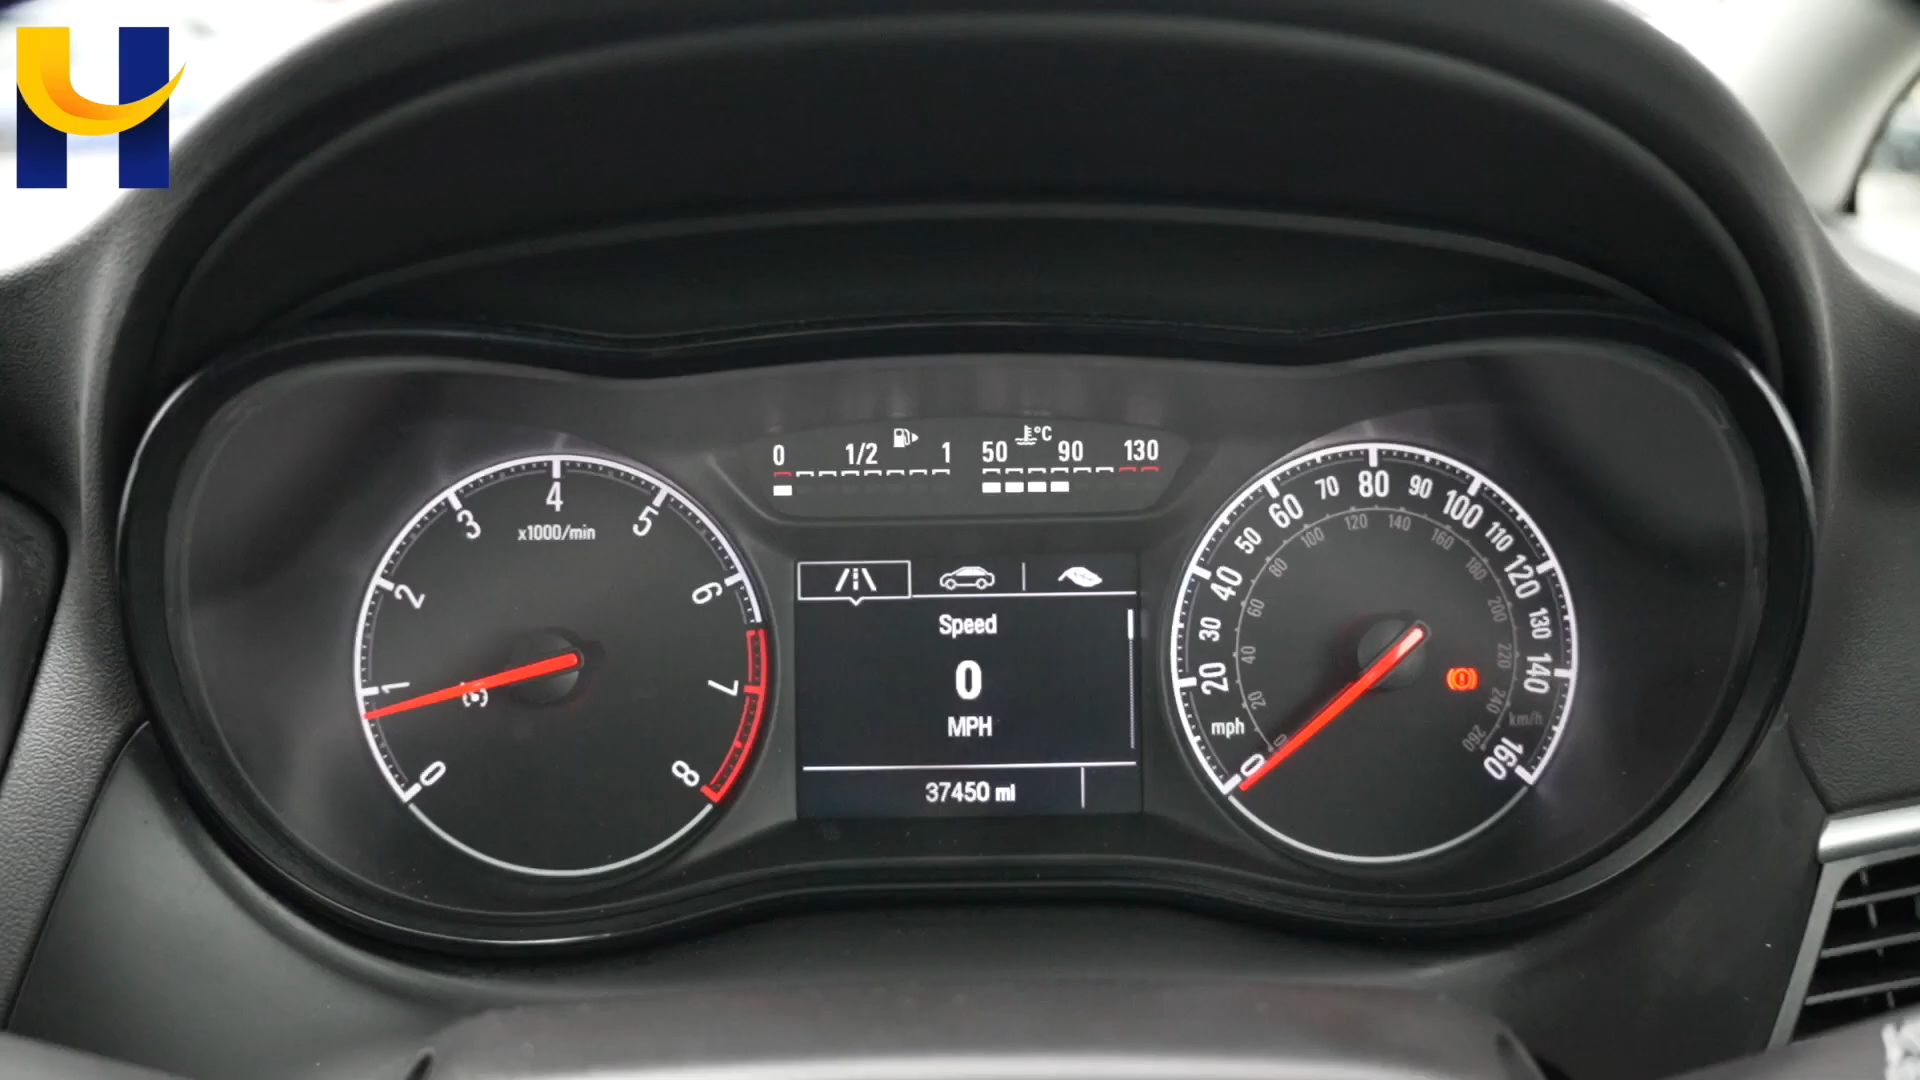 0 1/2 1
50 °C 90 130
0 1 2 3 4 5 6 7 8
x1000/min
Speed
0
MPH
37450 mi
0 20 30 40 50 60 70 80 90 100 110 120 130 140 160
mph
0 20 40 60 80 100 120 140 160 180 200 220 240 260
km/h